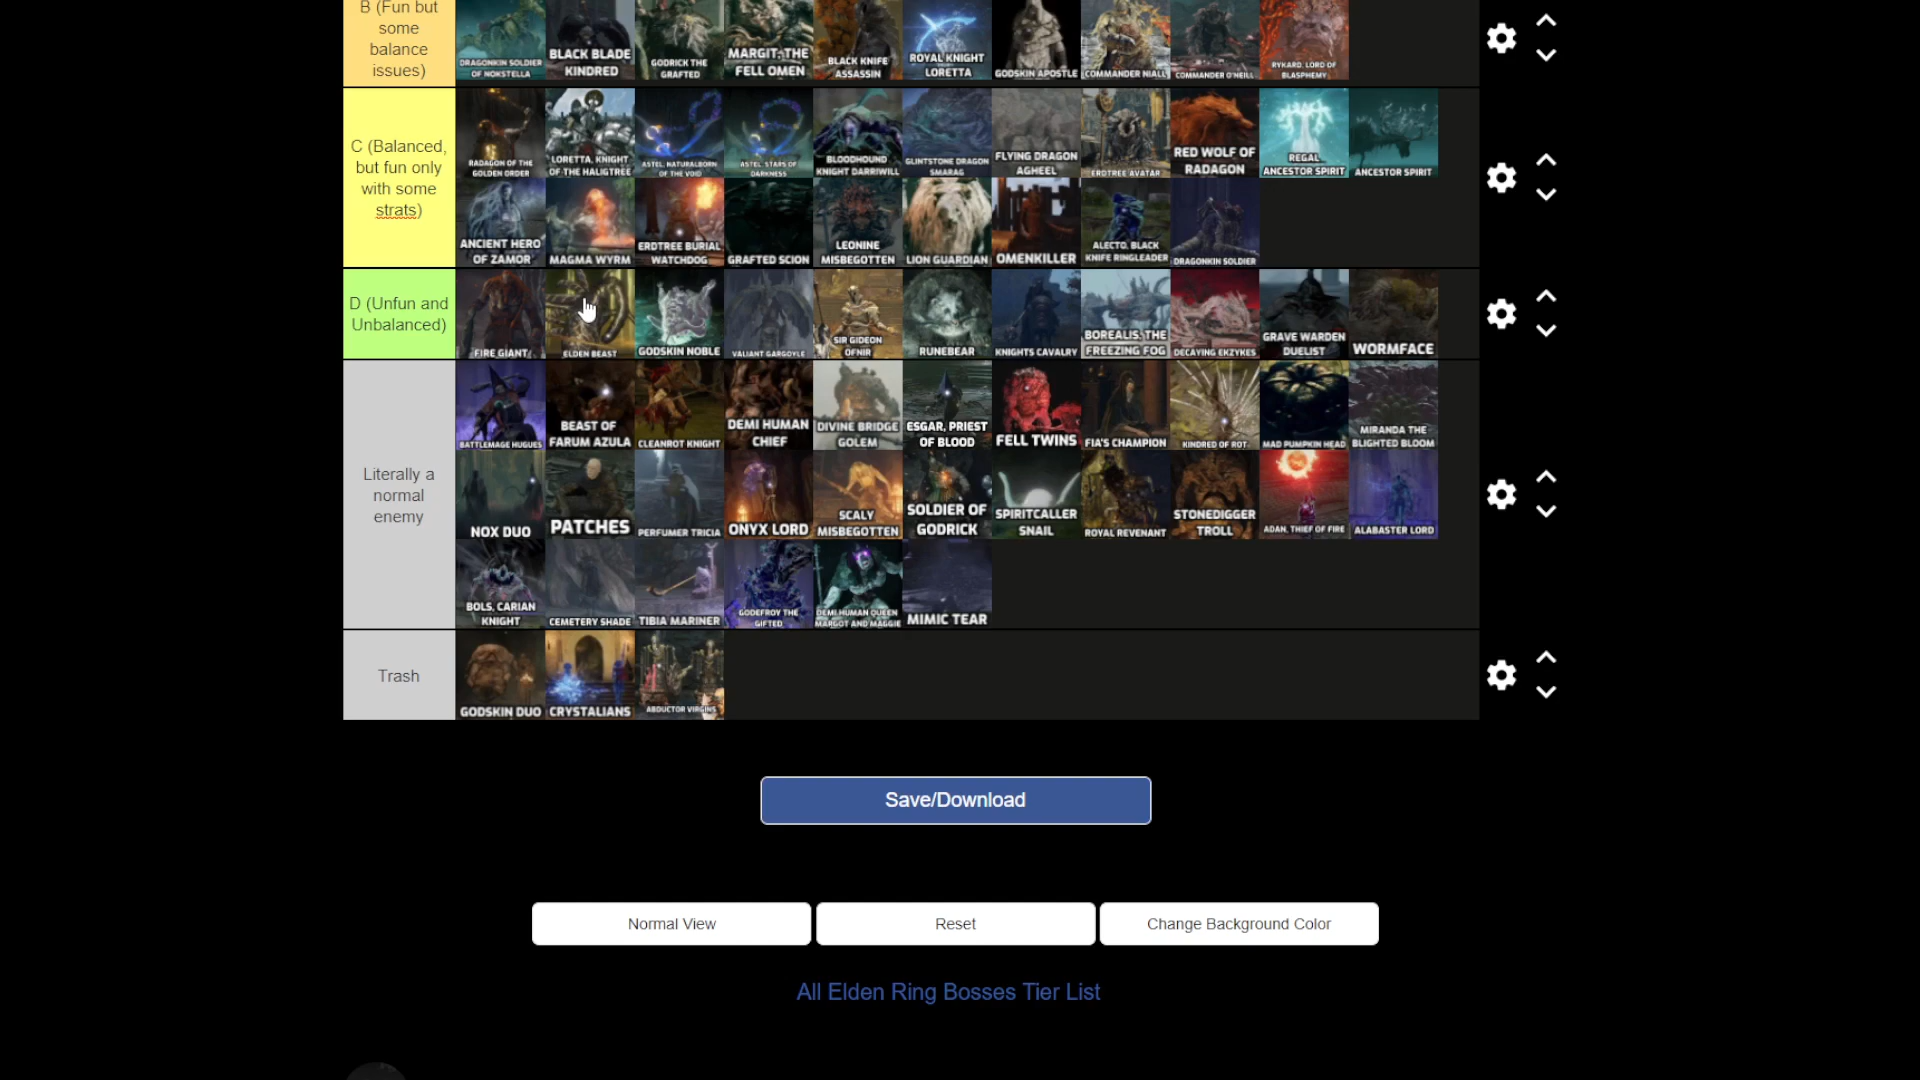 B (Fun but
some
balance
issues)
DRAGONKIN SOLDIER
OF NOKSTELLA
BLACK BLADE
KINDRED
GODRICK THE
GRAFTED
MARGIT, THE
FELL OMEN
BLACK KNIFE
ASSASSIN
ROYAL KNIGHT
LORETTA
GODSKIN APOSTLE
COMMANDER NIALL
COMMANDER O'NEILL
RYKARD, LORD OF
BLASPHEMY
C (Balanced,
but fun only
with some
strats)
RADAGON OF THE
GOLDEN ORDER
LORETTA, KNIGHT
OF THE HALIGTREE
ASTEL, NATURALBORN
OF THE VOID
ASTEL, STARS OF
DARKNESS
BLOODHOUND
KNIGHT DARRIWILL
GLINTSTONE DRAGON
SMARAG
FLYING DRAGON
AGHEEL
ERDTREE AVATAR
RED WOLF OF
RADAGON
REGAL
ANCESTOR SPIRIT
ANCESTOR SPIRIT
ANCIENT HERO
OF ZAMOR
MAGMA WYRM
ERDTREE BURIAL
WATCHDOG
GRAFTED SCION
LEONINE
MISBEGOTTEN
LION GUARDIAN
OMENKILLER
ALECTO, BLACK
KNIFE RINGLEADER
DRAGONKIN SOLDIER
D (Unfun and
Unbalanced)
FIRE GIANT
ELDEN BEAST
GODSKIN NOBLE
VALIANT GARGOYLE
SIR GIDEON
OFNIR
RUNEBEAR
KNIGHTS CAVALRY
BOREALIS, THE
FREEZING FOG
DECAYING EKZYKES
GRAVE WARDEN
DUELIST
WORMFACE
Literally a
normal
enemy
BATTLEMAGE HUGUES
BEAST OF
FARUM AZULA
CLEANROT KNIGHT
DEMI HUMAN
CHIEF
DIVINE BRIDGE
GOLEM
ESGAR, PRIEST
OF BLOOD
FELL TWINS
FIA'S CHAMPION
KINDRED OF ROT
MAD PUMPKIN HEAD
MIRANDA THE
BLIGHTED BLOOM
NOX DUO
PATCHES
PERFUMER TRICIA
ONYX LORD
SCALY
MISBEGOTTEN
SOLDIER OF
GODRICK
SPIRITCALLER
SNAIL
ROYAL REVENANT
STONEDIGGER
TROLL
ADAN, THIEF OF FIRE
ALABASTER LORD
BOLS, CARIAN
KNIGHT
CEMETERY SHADE
TIBIA MARINER
GODEFROY THE
GIFTED
DEMI HUMAN QUEEN
MARGOT AND MAGGIE
MIMIC TEAR
Trash
GODSKIN DUO
CRYSTALIANS
ABDUCTOR VIRGINS
Save/Download
Normal View
Reset
Change Background Color
All Elden Ring Bosses Tier List